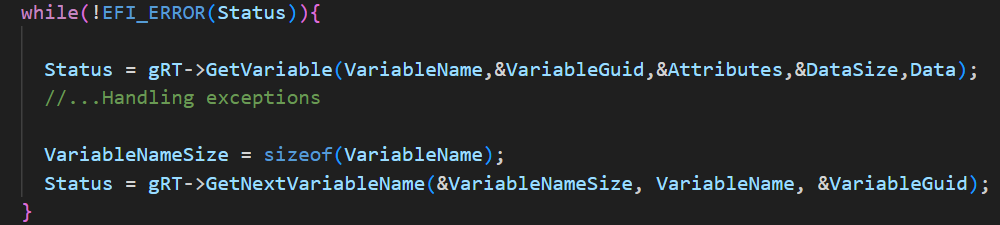 while(!EFI_ERROR(Status)){
Status = gRT->GetVariable(VariableName,&VariableGuid,&Attributes,&DataSize,Data);
//...Handling exceptions
VariableNameSize = sizeof(VariableName);
Status = gRT->GetNextVariableName(&VariableNameSize, VariableName, &VariableGuid);
}